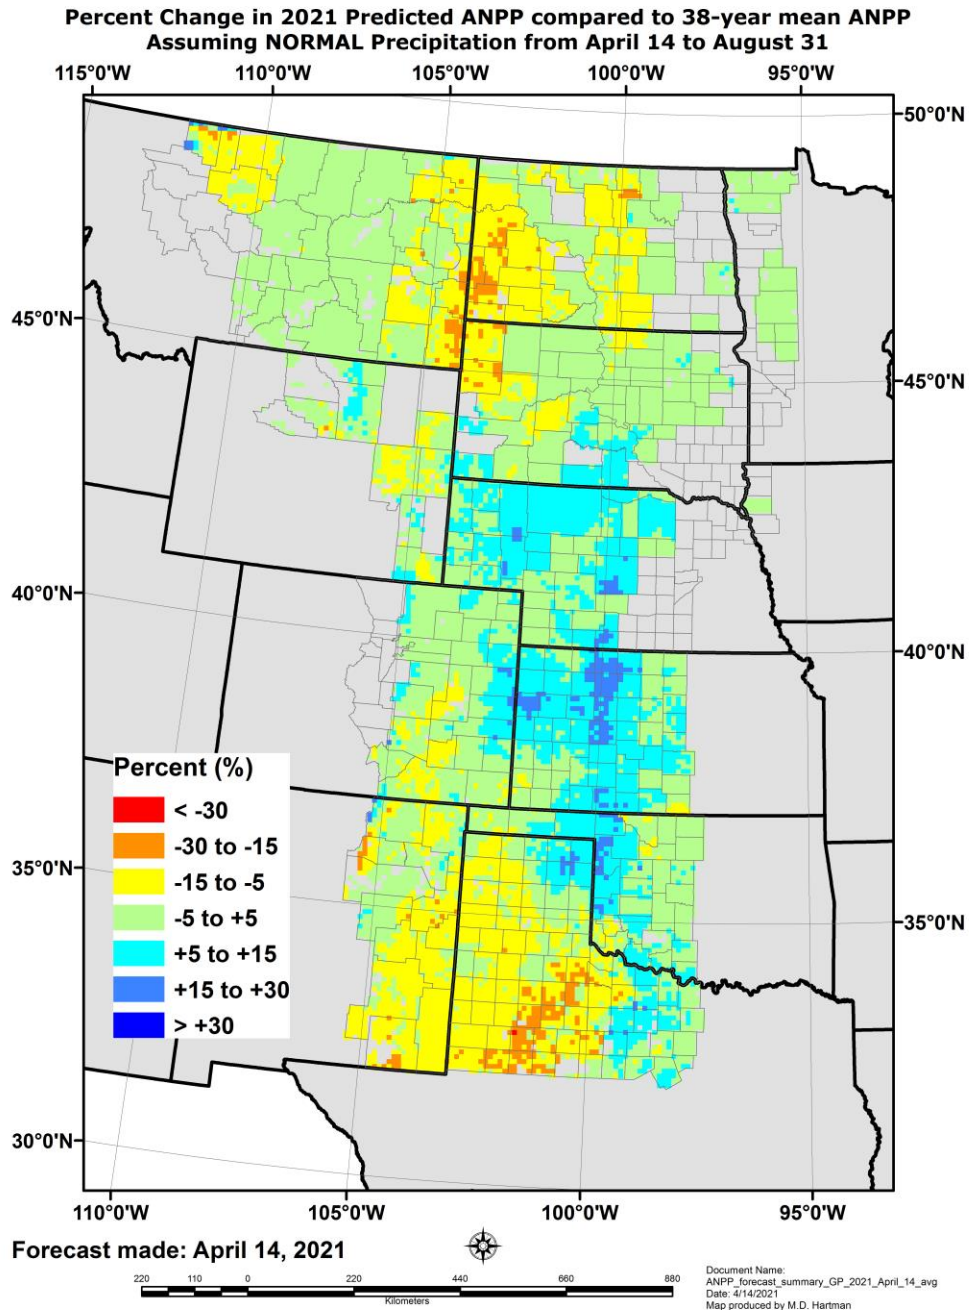 Percent Change in 2021 Predicted ANPP compared to 38-year mean ANPP
Assuming NORMAL Precipitation from April 14 to August 31
115°0'W 110°0'W 105°0'W 100°0'W 95°0'W
50°0'N
45°0'N
45°0'N
40°0'N
40°0'N
Percent (%)
< -30
-30 to -15
-15 to -5
-5 to +5
+5 to +15
+15 to +30
> +30
35°0'N
35°0'N
30°0'N
110°0'W 105°0'W 100°0'W 95°0'W
Forecast made: April 14, 2021
220 110 0 220 440 660 880
Kilometers
Document Name:
ANPP_forecast_summary_GP_2021_April_14_avg
Date: 4/14/2021
Map produced by M.D. Hartman